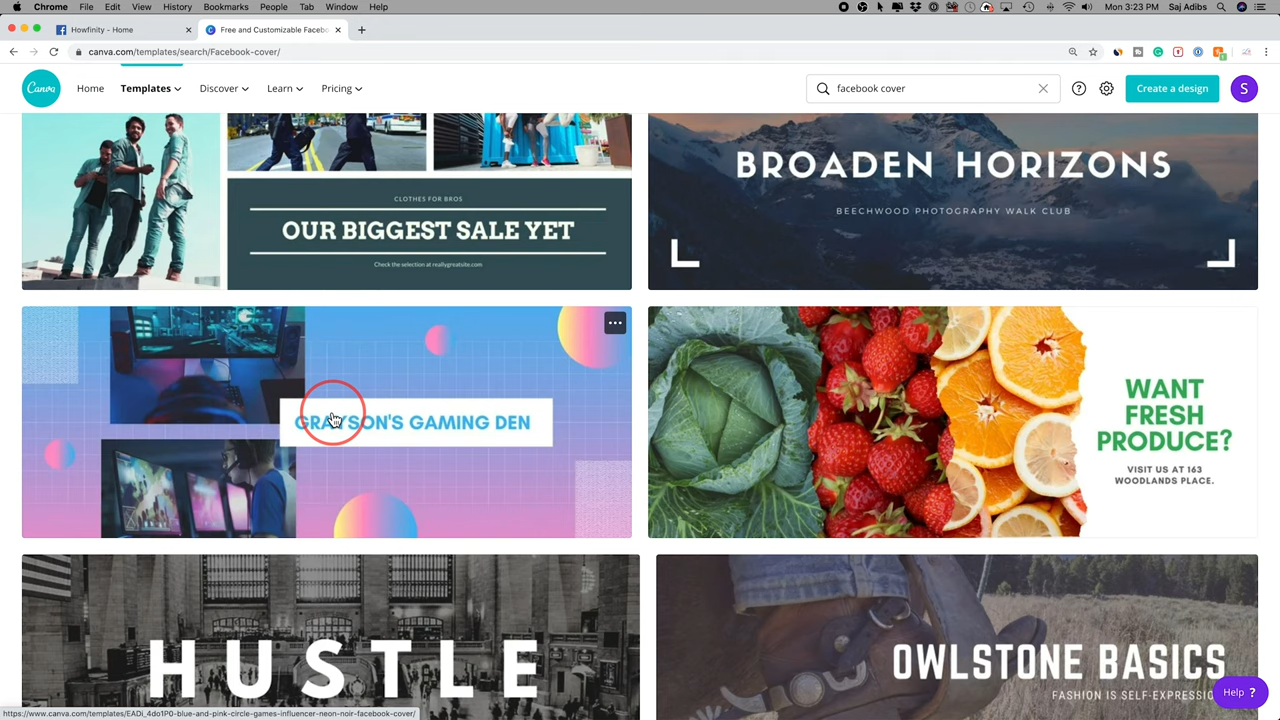 Chrome File Edit View History Bookmarks People Tab Window Help
Mon 3:23 PM Saj Adibs
Howfinity - Home
Free and Customizable Facebo
canva.com/templates/search/Facebook-cover/
Canva
Home
Templates
Discover
Learn
Pricing
facebook cover
Create a design
S
CLOTHES FOR BROS
OUR BIGGEST SALE YET
Check the selection at reallygreatsite.com
BROADEN HORIZONS
BEECHWOOD PHOTOGRAPHY WALK CLUB
GRAYSON'S GAMING DEN
WANT
FRESH
PRODUCE?
VISIT US AT 163
WOODLANDS PLACE.
HUSTLE
OWLSTONE BASICS
FASHION IS SELF-EXPRESSIO
Help ?
https://www.canva.com/templates/EADi_4do1P0-blue-and-pink-circle-games-influencer-neon-noir-facebook-cover/